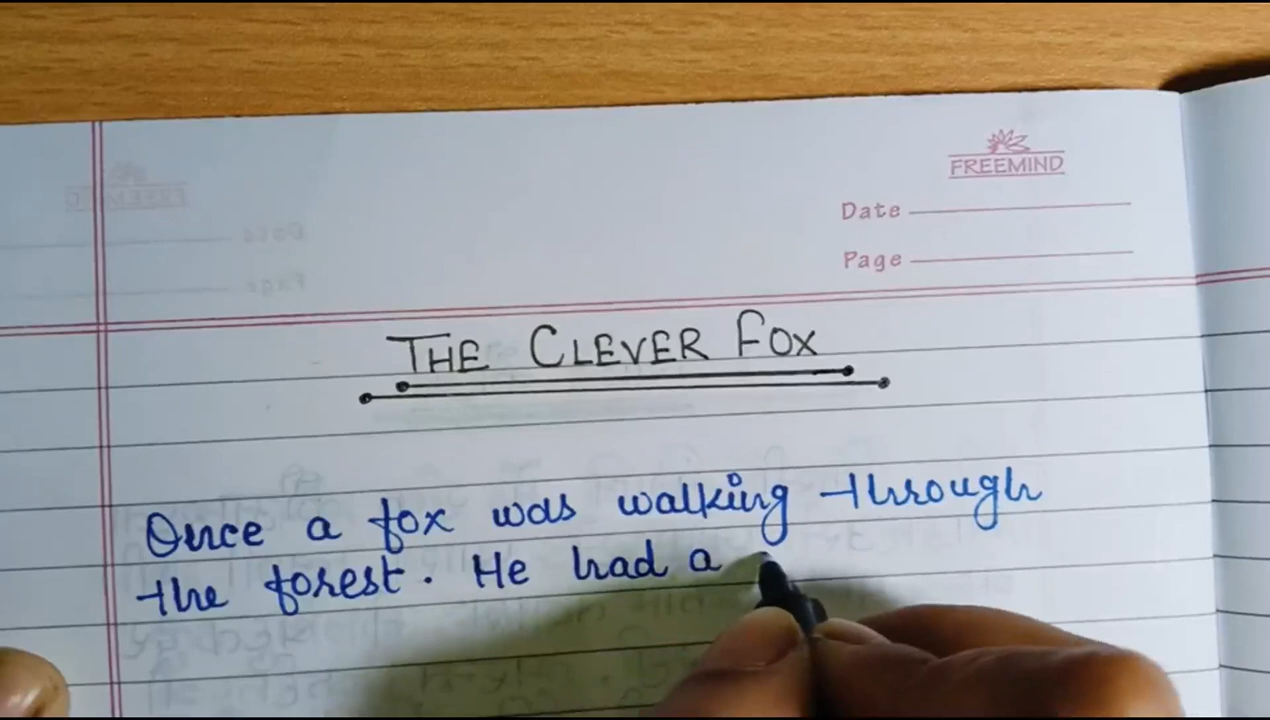 FREEMIND
Date
Page
THE CLEVER FOX
Once a fox was walking through
the forest. He had a